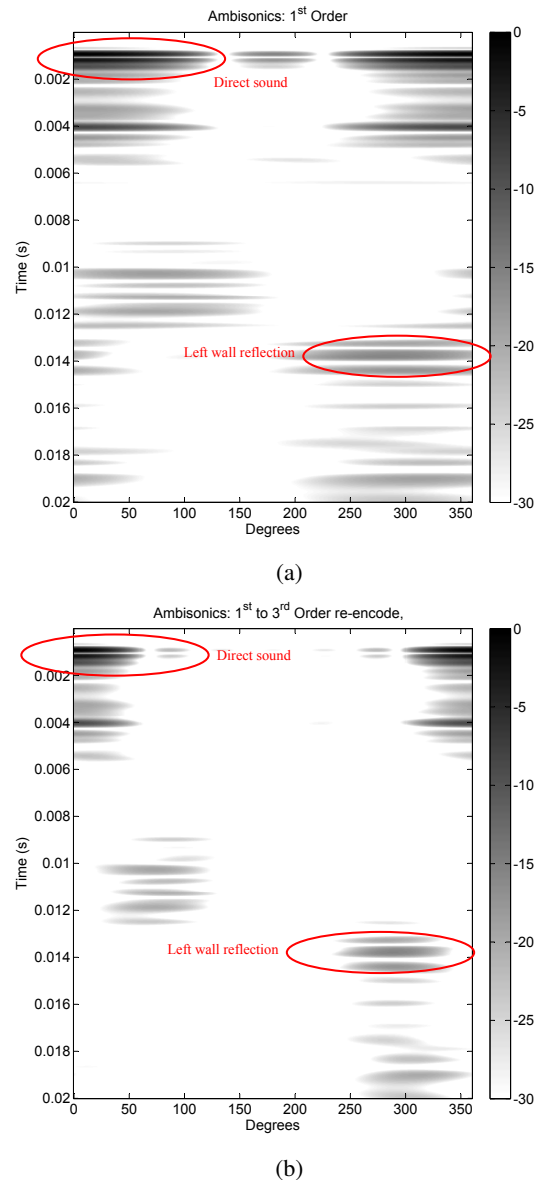 Ambisonics: 1st Order
0
0.002
Direct sound
-5
0.004
0.006
-10
0.008
Time (s)
0.01
-15
0.012
Left wall reflection
0.014
-20
0.016
-25
0.018
0.02
-30
0 50 100 150 200 250 300 350
Degrees
(a)
Ambisonics: 1st to 3rd Order re-encode,
0
0.002
Direct sound
-5
0.004
0.006
-10
0.008
Time (s)
0.01
-15
0.012
Left wall reflection
0.014
-20
0.016
-25
0.018
0.02
-30
0 50 100 150 200 250 300 350
Degrees
(b)